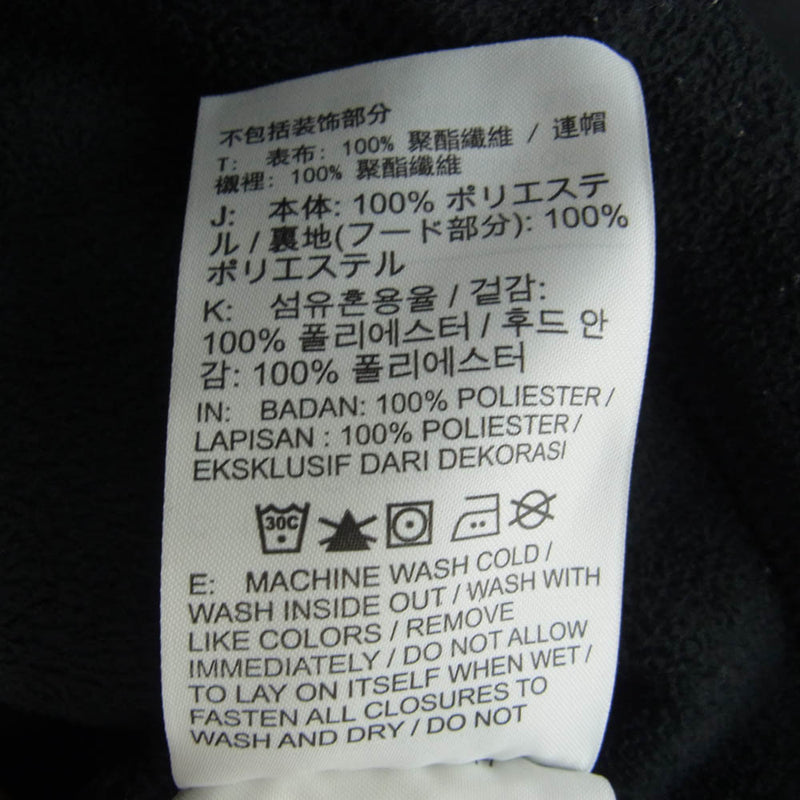 不包括装饰部分
T: 表布: 100% 聚酯纖維 / 連帽
襯裡: 100% 聚酯纖維
J: 本体: 100% ポリエステ
ル / 裏地(フード部分): 100%
ポリエステル
K: 섬유혼용율 / 겉감:
100% 폴리에스터 / 후드 안
감: 100% 폴리에스터
IN: BADAN: 100% POLIESTER /
LAPISAN : 100% POLIESTER /
EKSKLUSIF DARI DEKORASI
30C
E: MACHINE WASH COLD /
WASH INSIDE OUT / WASH WITH
LIKE COLORS / REMOVE
IMMEDIATELY / DO NOT ALLOW
TO LAY ON ITSELF WHEN WET /
FASTEN ALL CLOSURES TO
WASH AND DRY / DO NOT